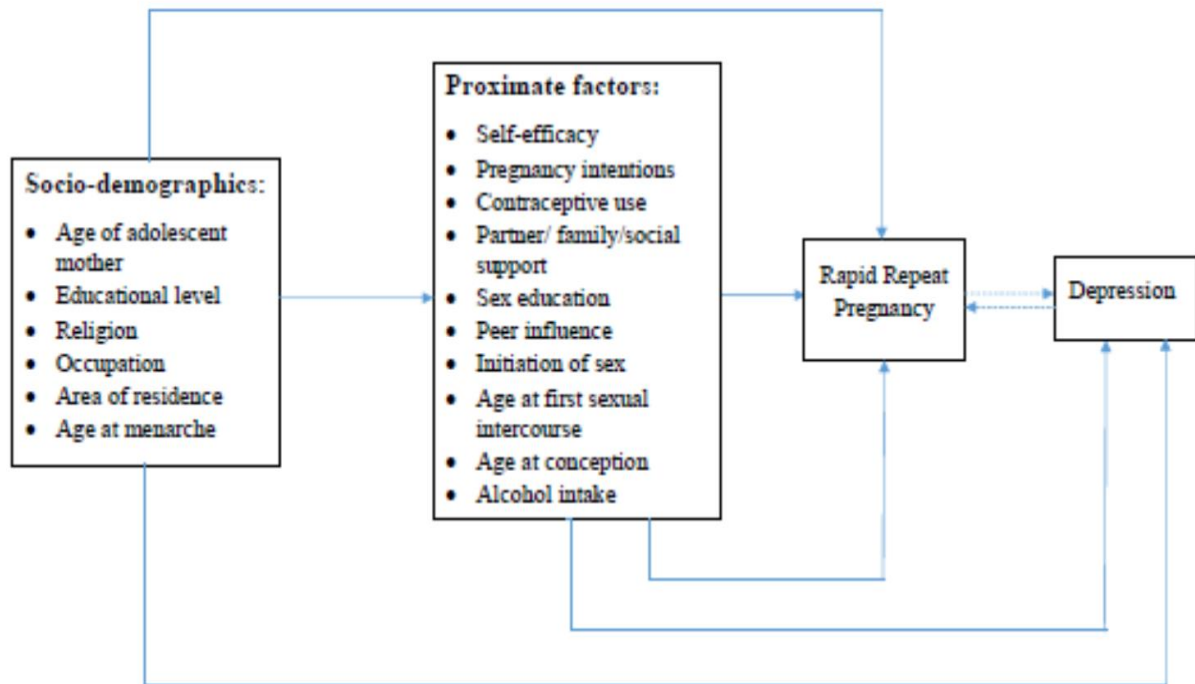 Socio-demographics:
• Age of adolescent
mother
• Educational level
• Religion
• Occupation
• Area of residence
• Age at menarche
Proximate factors:
• Self-efficacy
• Pregnancy intentions
• Contraceptive use
• Partner/ family/social
support
• Sex education
• Peer influence
• Initiation of sex
• Age at first sexual
intercourse
• Age at conception
• Alcohol intake
Rapid Repeat
Pregnancy
Depression